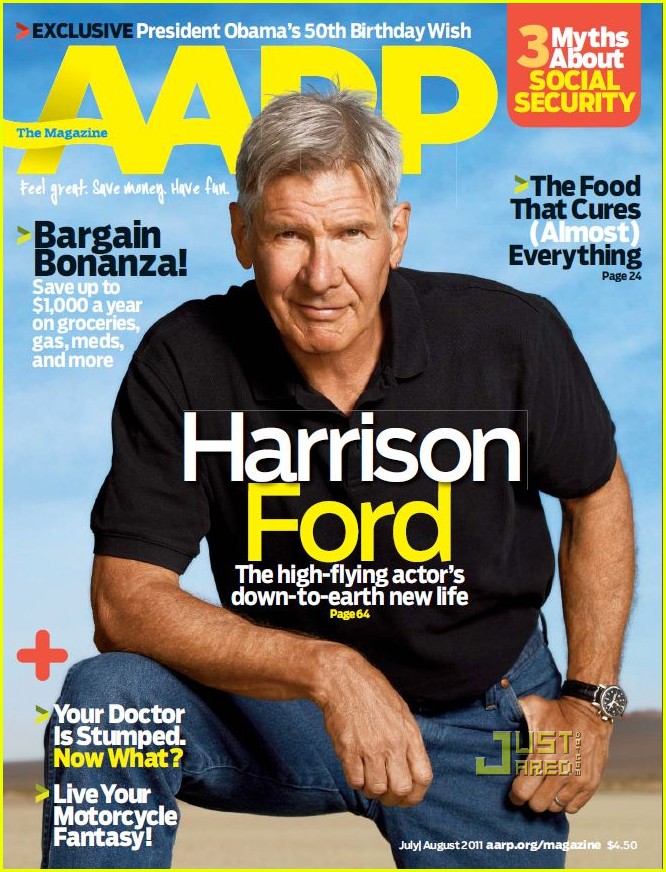 >EXCLUSIVE President Obama's 50th Birthday Wish
3 Myths
About
SOCIAL
SECURITY
AARP
The Magazine
Feel great. Save money. Have fun.
>Bargain
Bonanza!
Save up to
$1,000 a year
on groceries,
gas, meds,
and more
>The Food
That Cures
(Almost)
Everything
Page 24
Harrison
Ford
The high-flying actor's
down-to-earth new life
Page 64
+
>Your Doctor
Is Stumped.
Now What?
>Live Your
Motorcycle
Fantasy!
JUST
JARED
July|August 2011 aarp.org/magazine $4.50